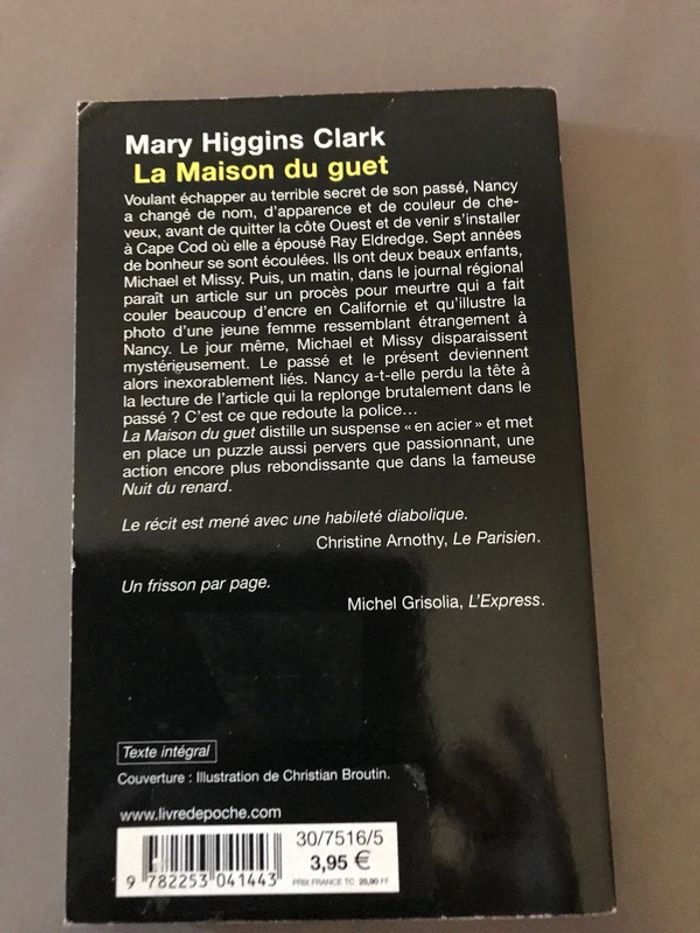 Mary Higgins Clark
La Maison du guet
Voulant échapper au terrible secret de son passé, Nancy
a changé de nom, d'apparence et de couleur de che-
veux, avant de quitter la côte Ouest et de venir s'installer
à Cape Cod où elle a épousé Ray Eldredge. Sept années
de bonheur se sont écoulées. Ils ont deux beaux enfants,
Michael et Missy. Puis, un matin, dans le journal régional
paraît un article sur un procès pour meurtre qui a fait
couler beaucoup d'encre en Californie et qu'illustre la
photo d'une jeune femme ressemblant étrangement à
Nancy. Le jour même, Michael et Missy disparaissent
mystérieusement. Le passé et le présent deviennent
alors inexorablement liés. Nancy a-t-elle perdu la tête à
la lecture de l'article qui la replonge brutalement dans le
passé ? C'est ce que redoute la police...
La Maison du guet distille un suspense « en acier » et met
en place un puzzle aussi pervers que passionnant, une
action encore plus rebondissante que dans la fameuse
Nuit du renard.
Le récit est mené avec une habileté diabolique.
Christine Arnothy, Le Parisien.
Un frisson par page.
Michel Grisolia, L'Express.
Texte intégral
Couverture : Illustration de Christian Broutin.
www.livredepoche.com
30/7516/5
3,95 €
PRIX FRANCE TC 25,90 FF
9 782253 041443